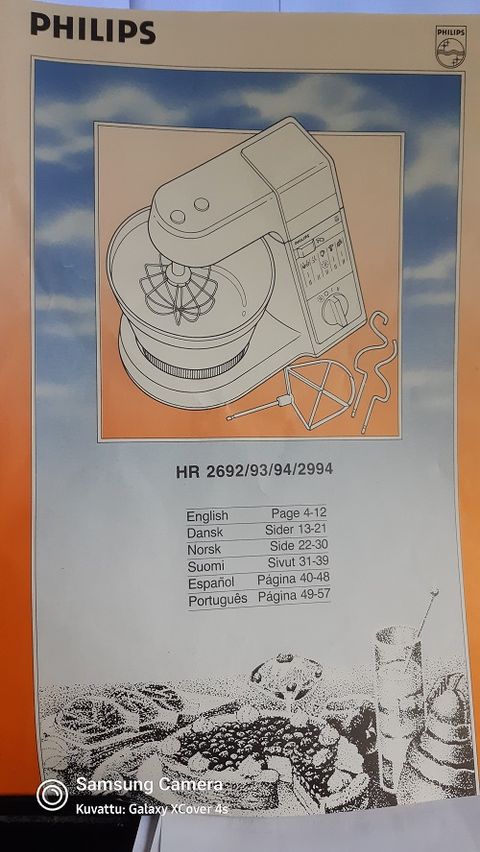 PHILIPS
PHILIPS
PHILIPS
HR 2692/93/94/2994
English Page 4-12
Dansk Sider 13-21
Norsk Side 22-30
Suomi Sivut 31-39
Español Página 40-48
Português Página 49-57
Samsung Camera
Kuvattu: Galaxy XCover 4s